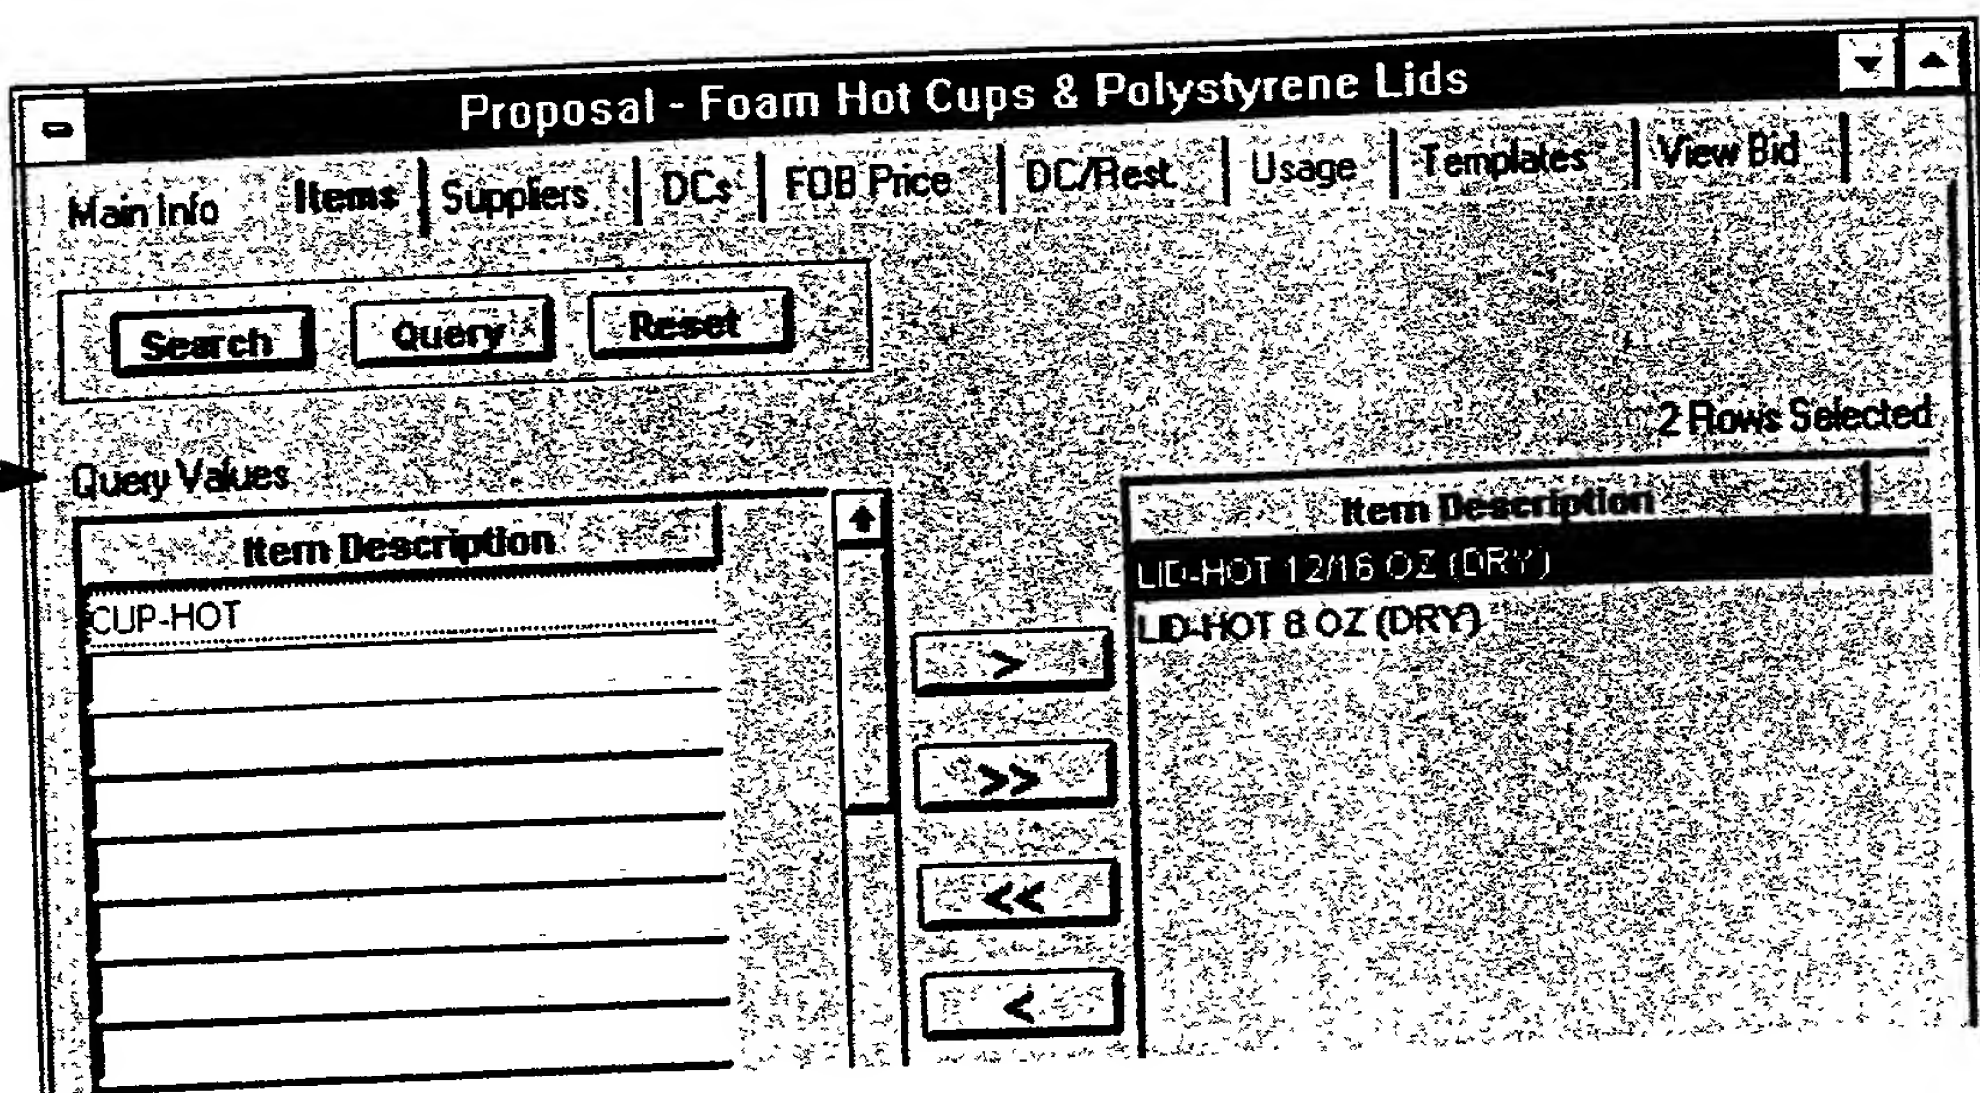 Proposal - Foam Hot Cups & Polystyrene Lids
Main Info Items Suppliers DCs FOB Price DC/Rest. Usage Templates View Bid
Search Query Reset
2 Rows Selected
Query Values
Item Description Item Description
LID-HOT 12/16 OZ (DRY)
CUP-HOT LID-HOT 8 OZ (DRY)
>
>>
<<
<